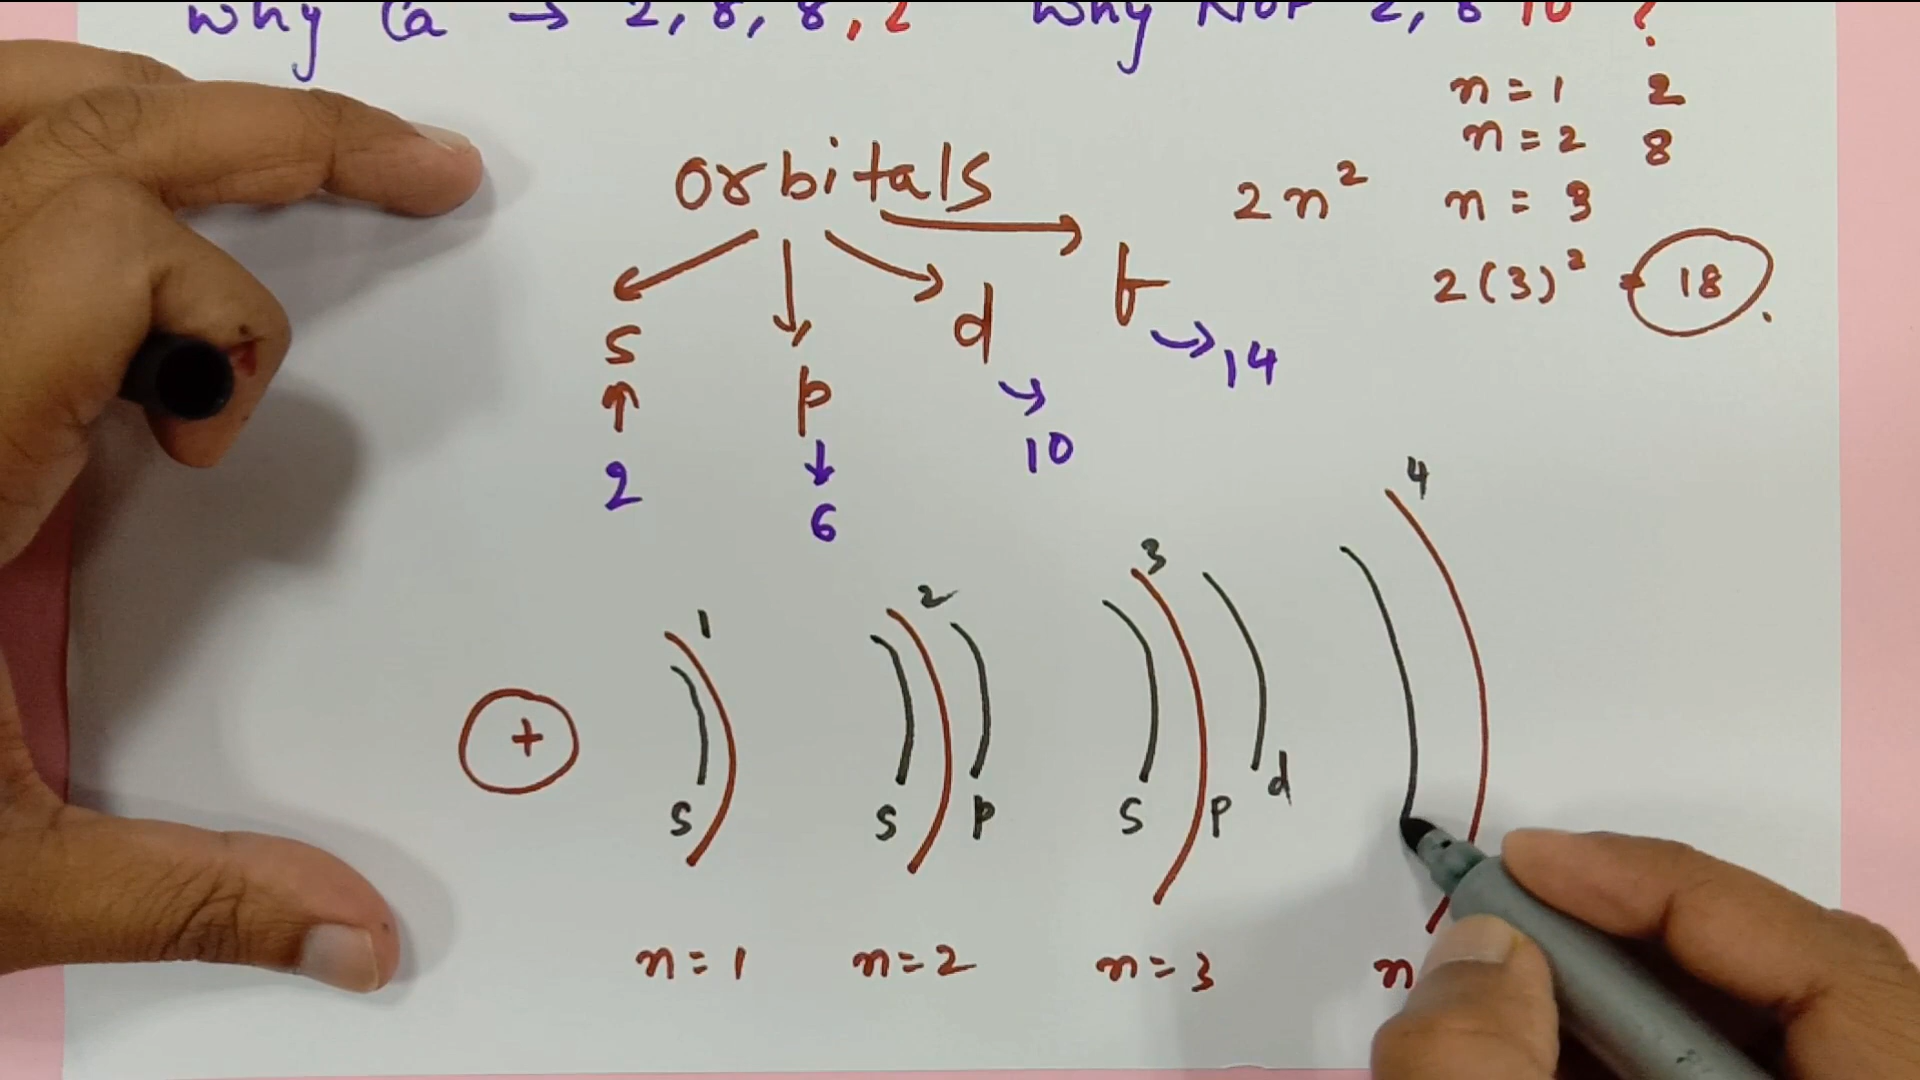 Why Ca → 2, 8, 8, 2 Why NOT 2, 8 10 ?
n = 1 2
n = 2 8
n = 3
2(3)² = 18.
2n²
orbitals
s p d f
2 6 10 14
1 2 3 4
+
s s p s p d
n = 1 n = 2 n = 3 n